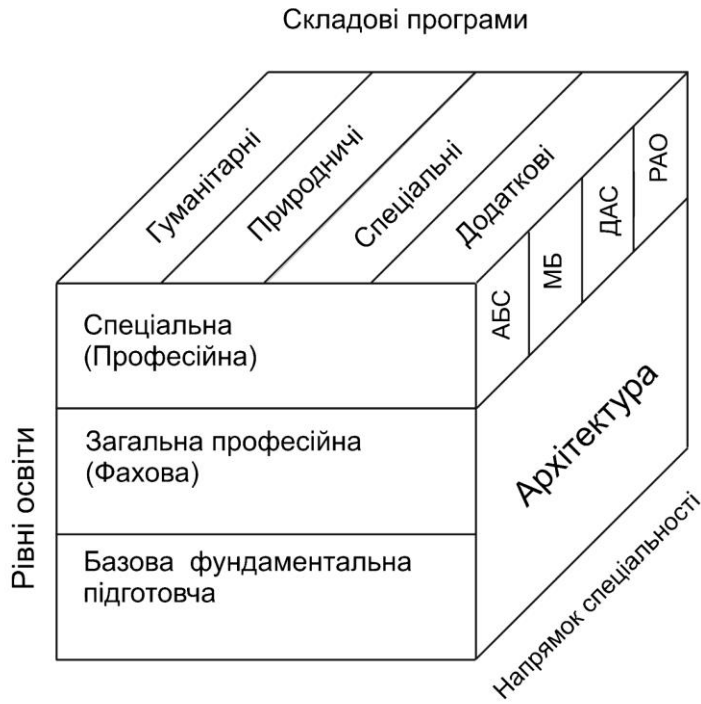 Складові програми
Гуманітарні
Природничі
Спеціальні
Додаткові
АБС
МБ
ДАС
РАО
Спеціальна
(Професійна)
Загальна професійна
(Фахова)
Базова фундаментальна
підготовча
Архітектура
Рівні освіти
Напрямок спеціальності